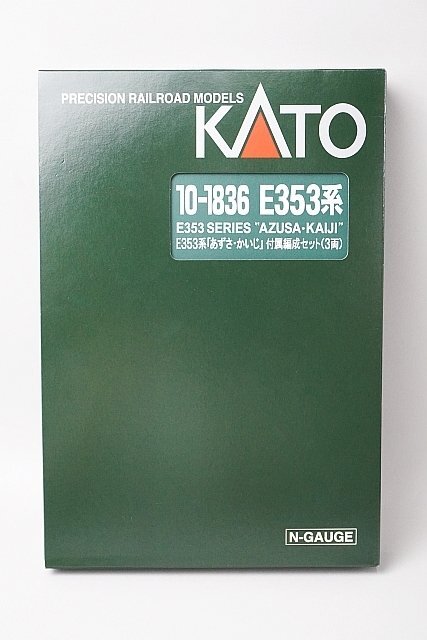 PRECISION RAILROAD MODELS
KATO
10-1836 E353系
E353 SERIES "AZUSA・KAIJI"
E353系「あずさ・かいじ」付属編成セット(3両)
N-GAUGE